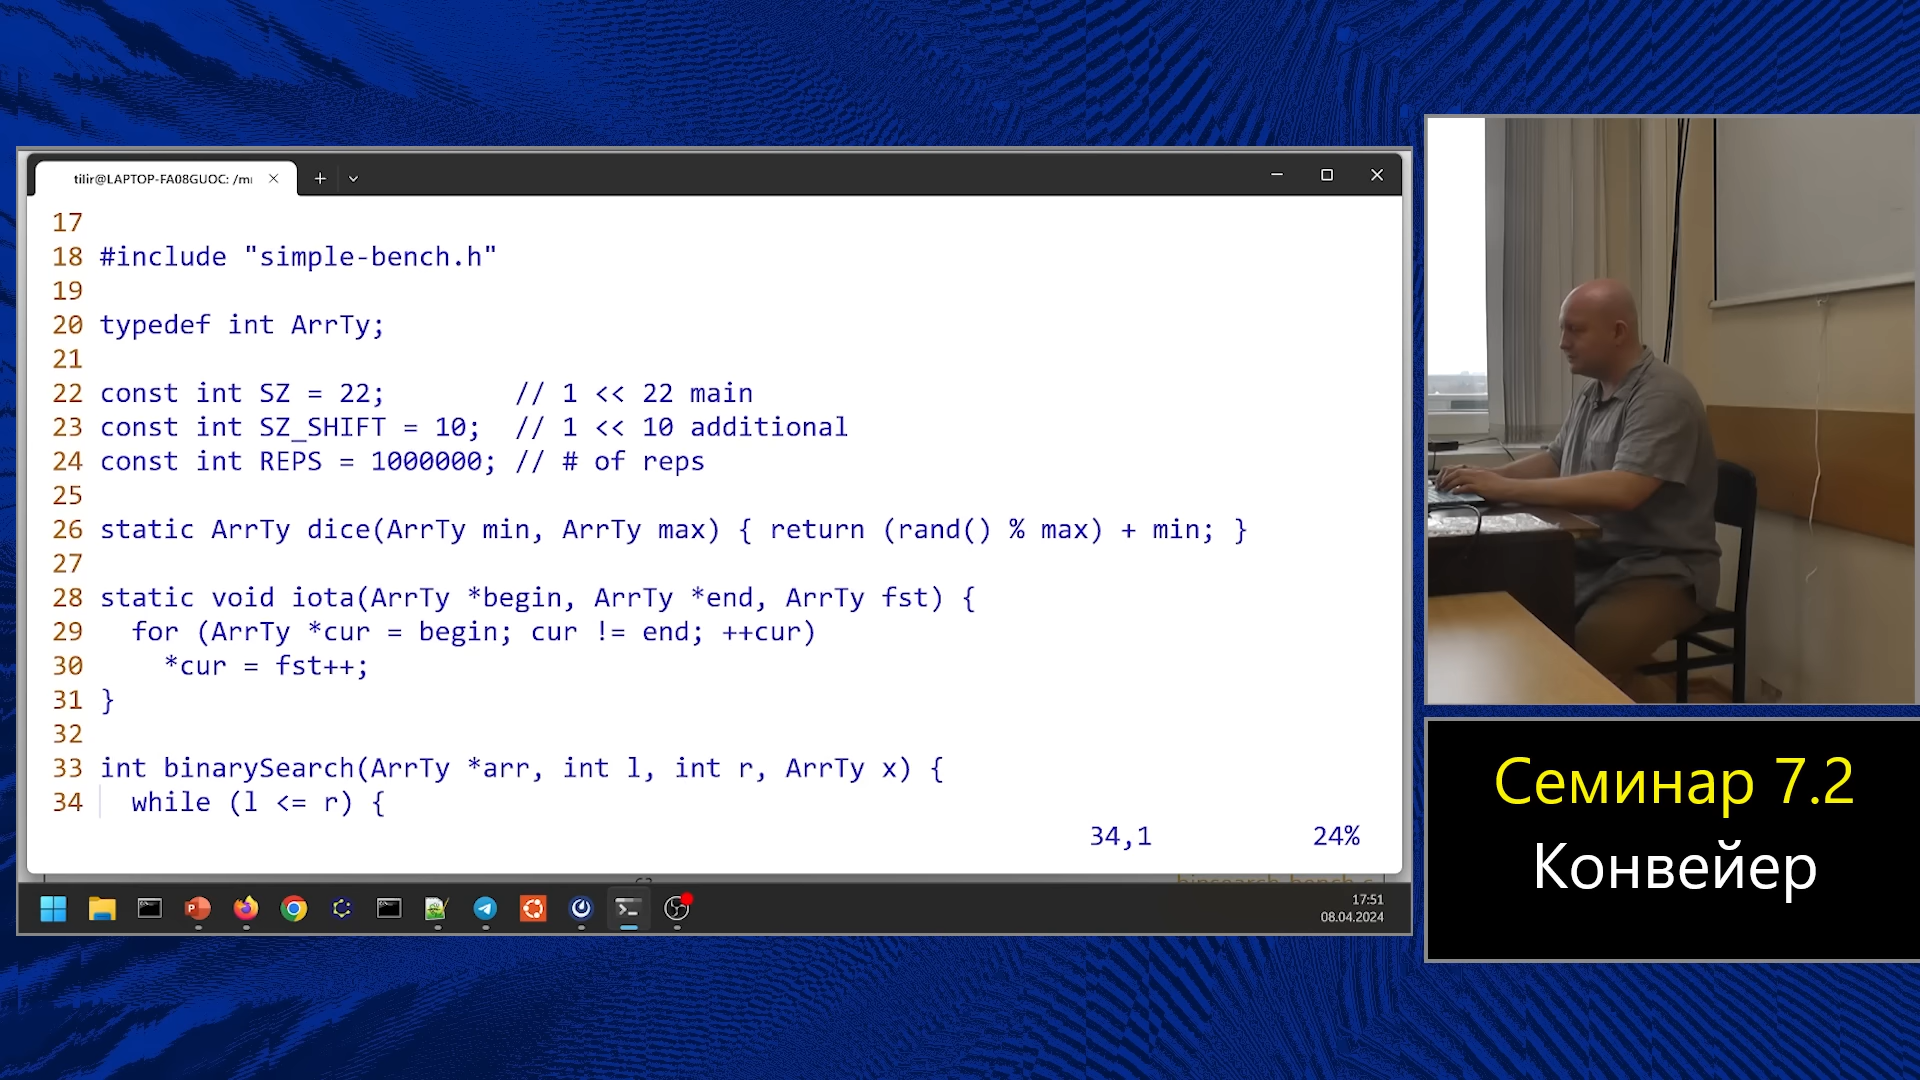 tilir@LAPTOP-FA08GUOC: /m
17
18 #include "simple-bench.h"
19
20 typedef int ArrTy;
21
22 const int SZ = 22;        // 1 << 22 main
23 const int SZ_SHIFT = 10;  // 1 << 10 additional
24 const int REPS = 1000000; // # of reps
25
26 static ArrTy dice(ArrTy min, ArrTy max) { return (rand() % max) + min; }
27
28 static void iota(ArrTy *begin, ArrTy *end, ArrTy fst) {
29   for (ArrTy *cur = begin; cur != end; ++cur)
30     *cur = fst++;
31 }
32
33 int binarySearch(ArrTy *arr, int l, int r, ArrTy x) {
34   while (l <= r) {
34,1 24%
17:51
08.04.2024
Семинар 7.2
Конвейер